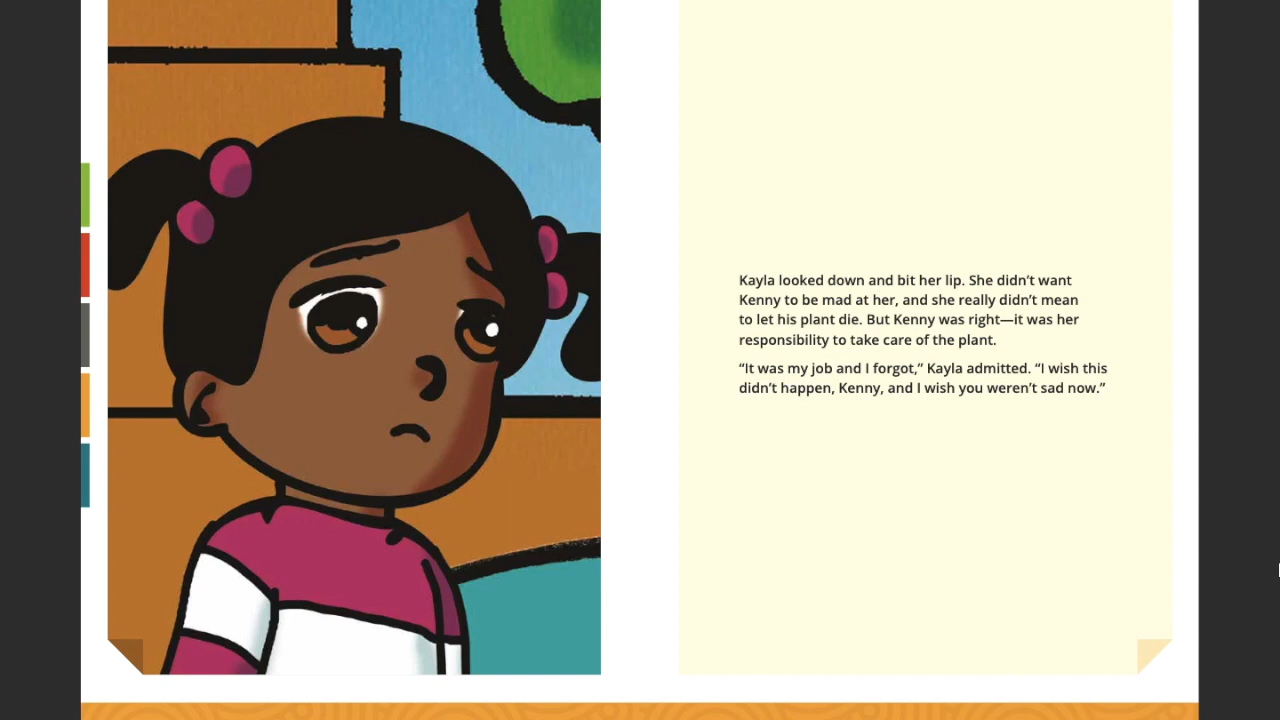 Kayla looked down and bit her lip. She didn’t want
Kenny to be mad at her, and she really didn’t mean
to let his plant die. But Kenny was right—it was her
responsibility to take care of the plant.
“It was my job and I forgot,” Kayla admitted. “I wish this
didn’t happen, Kenny, and I wish you weren’t sad now.”